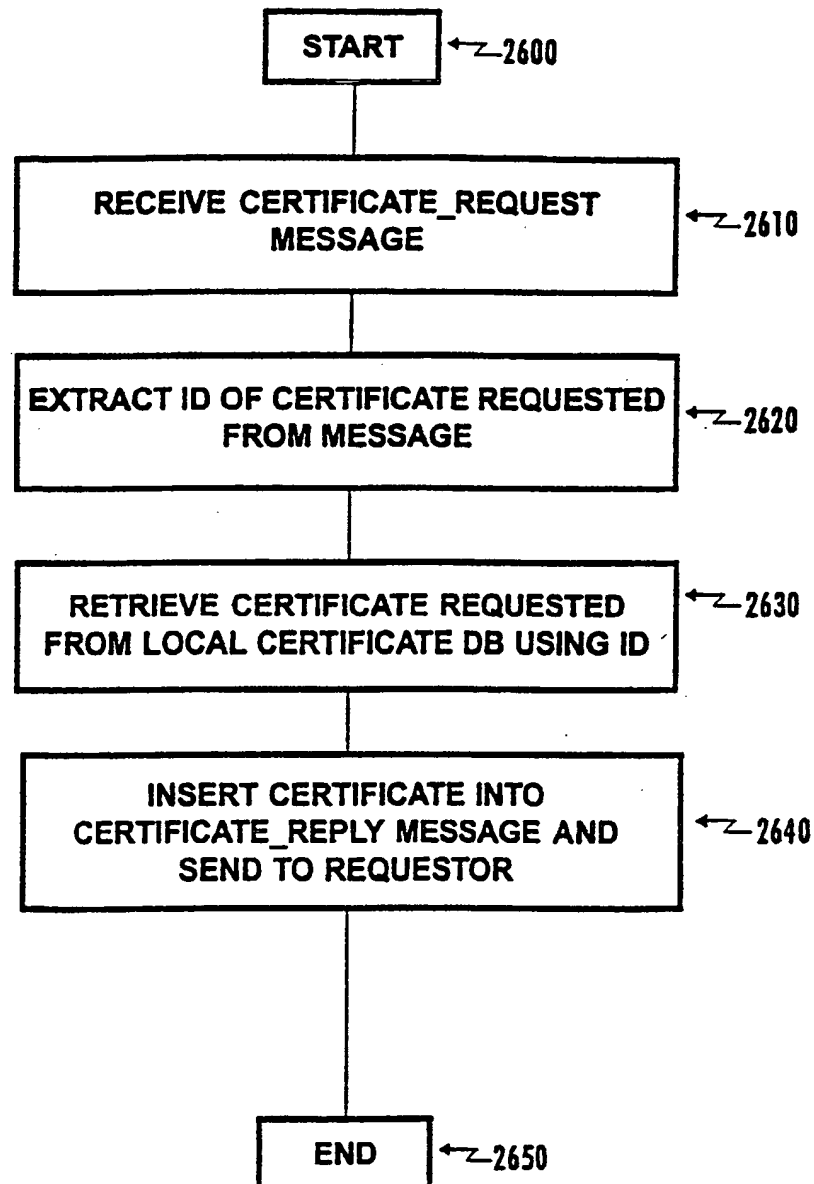 START
2600
RECEIVE CERTIFICATE_REQUEST
MESSAGE
2610
EXTRACT ID OF CERTIFICATE REQUESTED
FROM MESSAGE
2620
RETRIEVE CERTIFICATE REQUESTED
FROM LOCAL CERTIFICATE DB USING ID
2630
INSERT CERTIFICATE INTO
CERTIFICATE_REPLY MESSAGE AND
SEND TO REQUESTOR
2640
END
2650